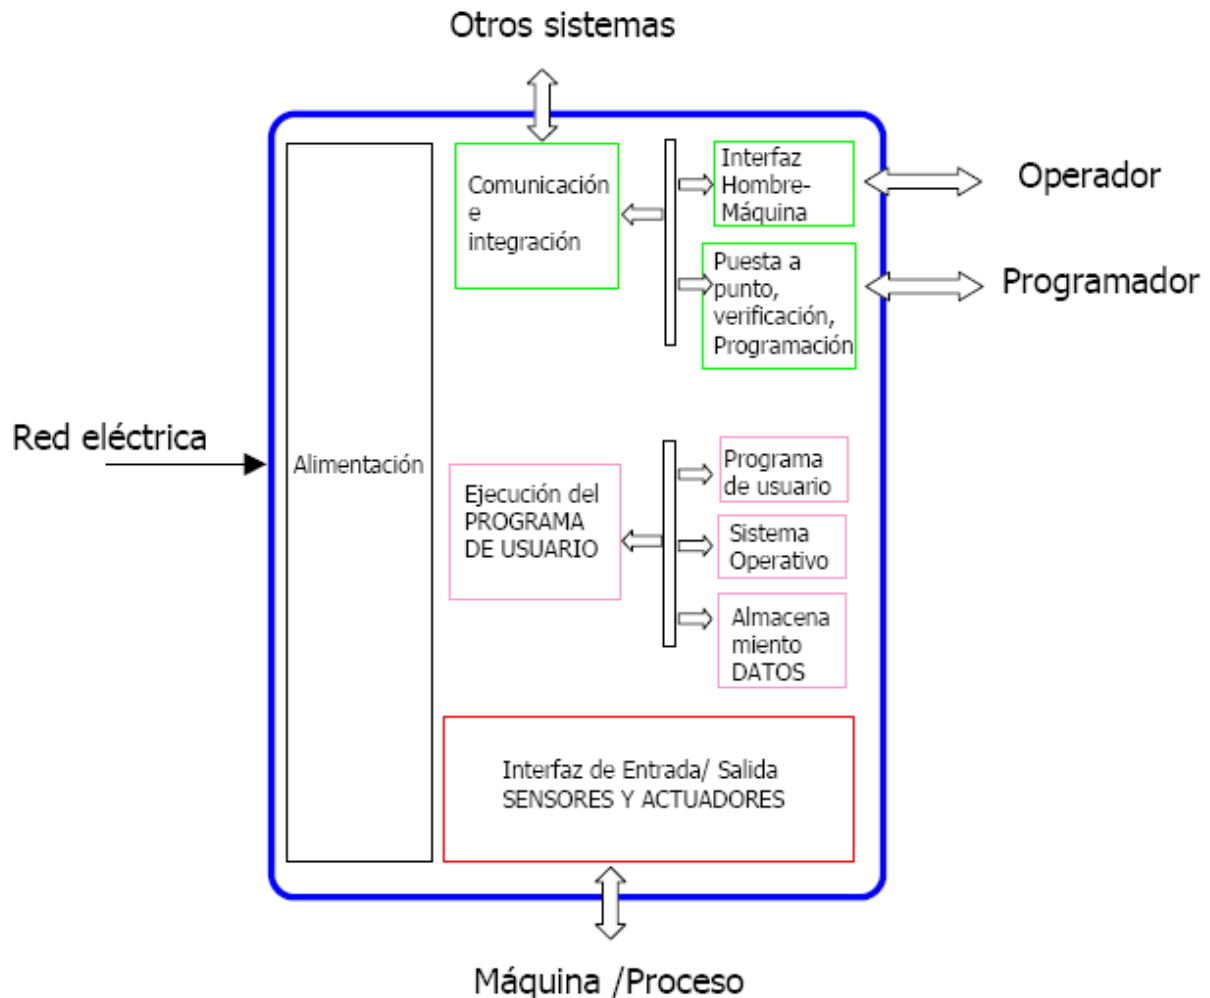 Otros sistemas
Comunicación
e
integración
Interfaz
Hombre-
Máquina
Operador
Puesta a
punto,
verificación,
Programación
Programador
Red eléctrica
Alimentación
Ejecución del
PROGRAMA
DE USUARIO
Programa
de usuario
Sistema
Operativo
Almacena
miento
DATOS
Interfaz de Entrada/ Salida
SENSORES Y ACTUADORES
Máquina /Proceso